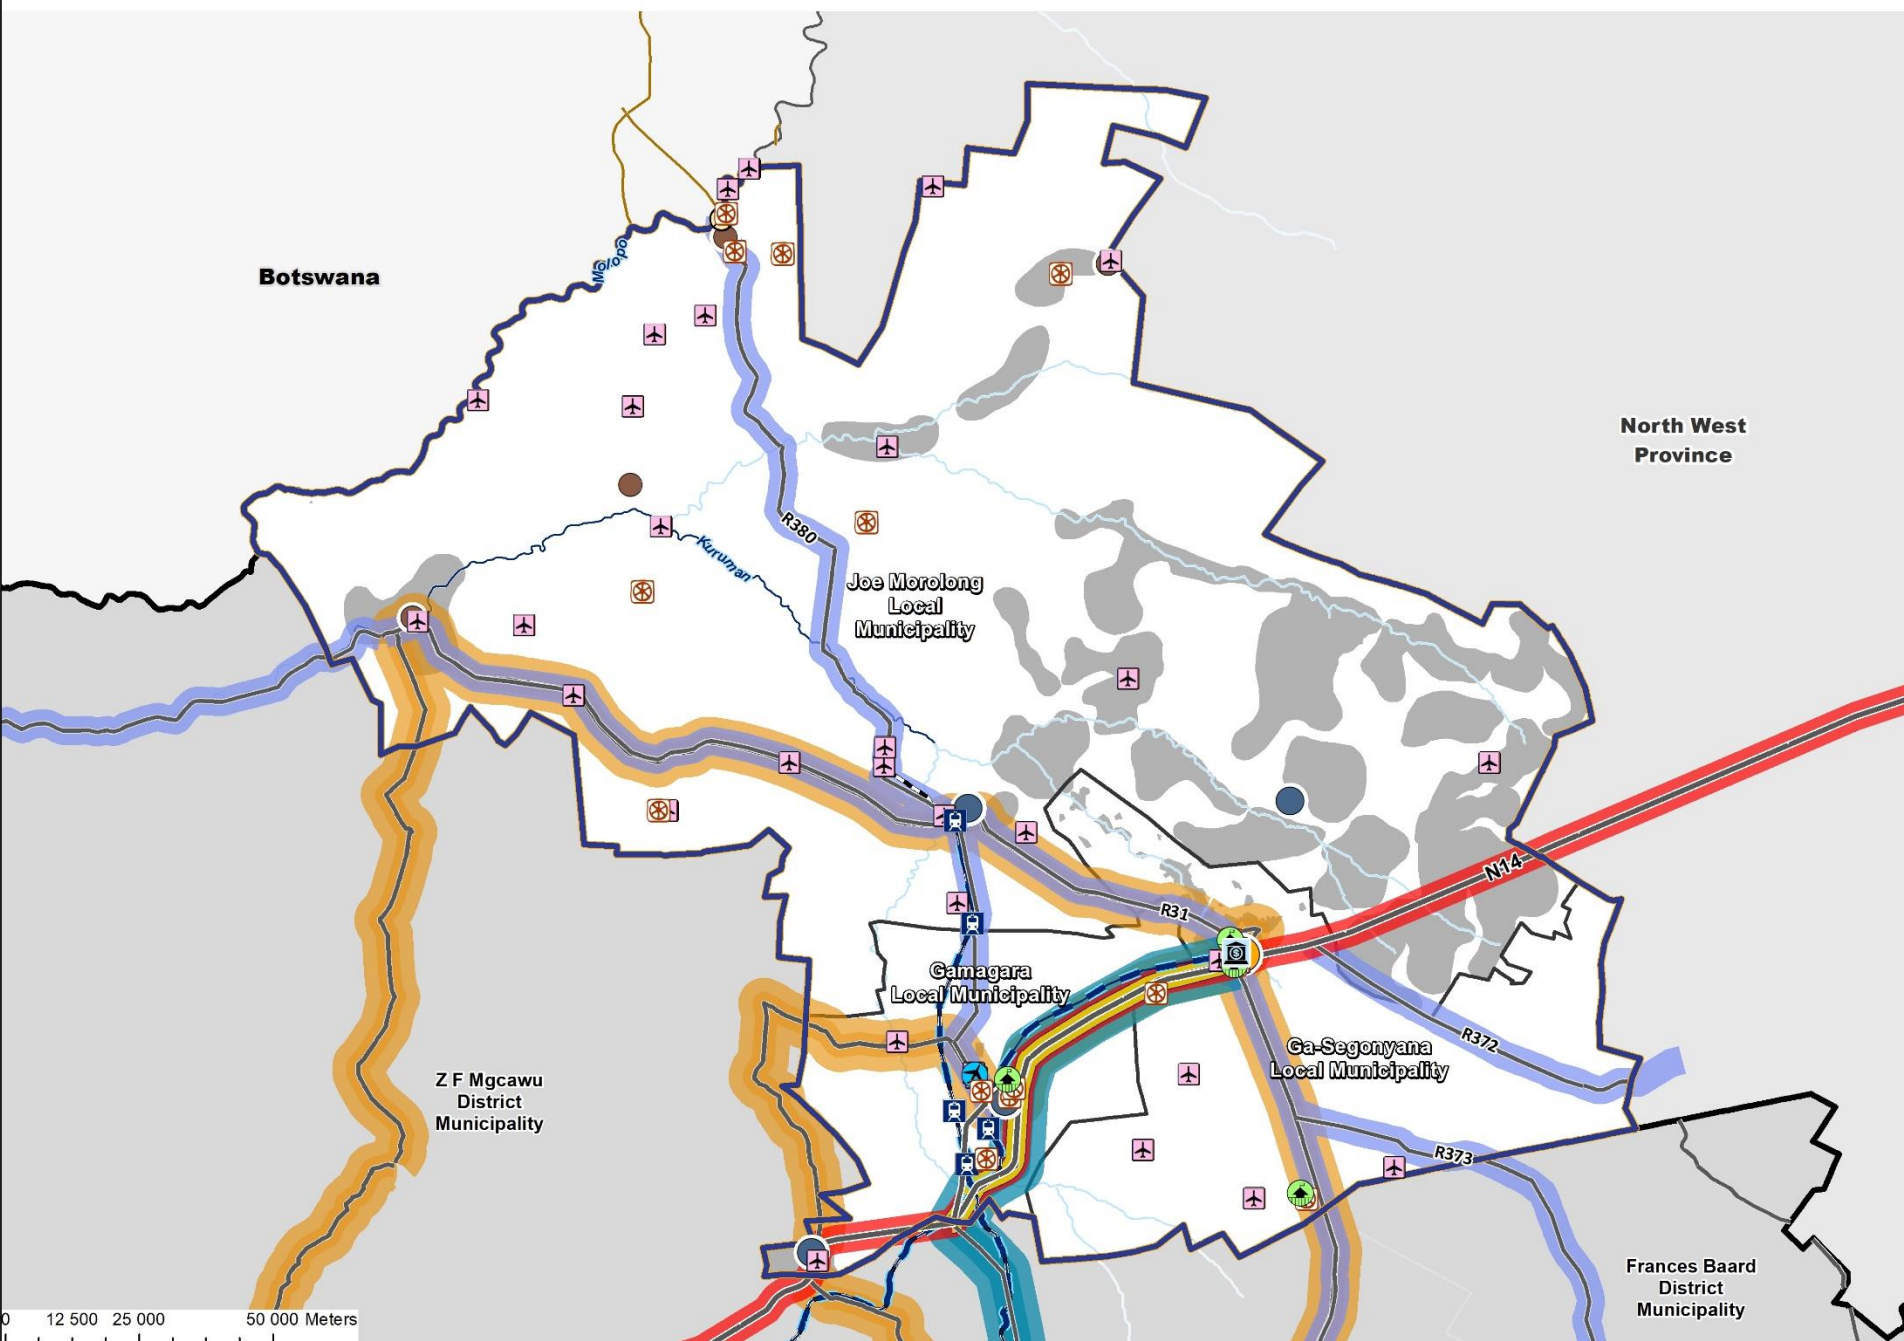 Botswana
Molopo
North West
Province
R380
Kuruman
Joe Morolong
Local
Municipality
N14
R31
Gamagara
Local Municipality
R372
Ga-Segonyana
Local Municipality
Z F Mgcawu
District
Municipality
R373
Frances Baard
District
Municipality
0 12 500 25 000 50 000 Meters